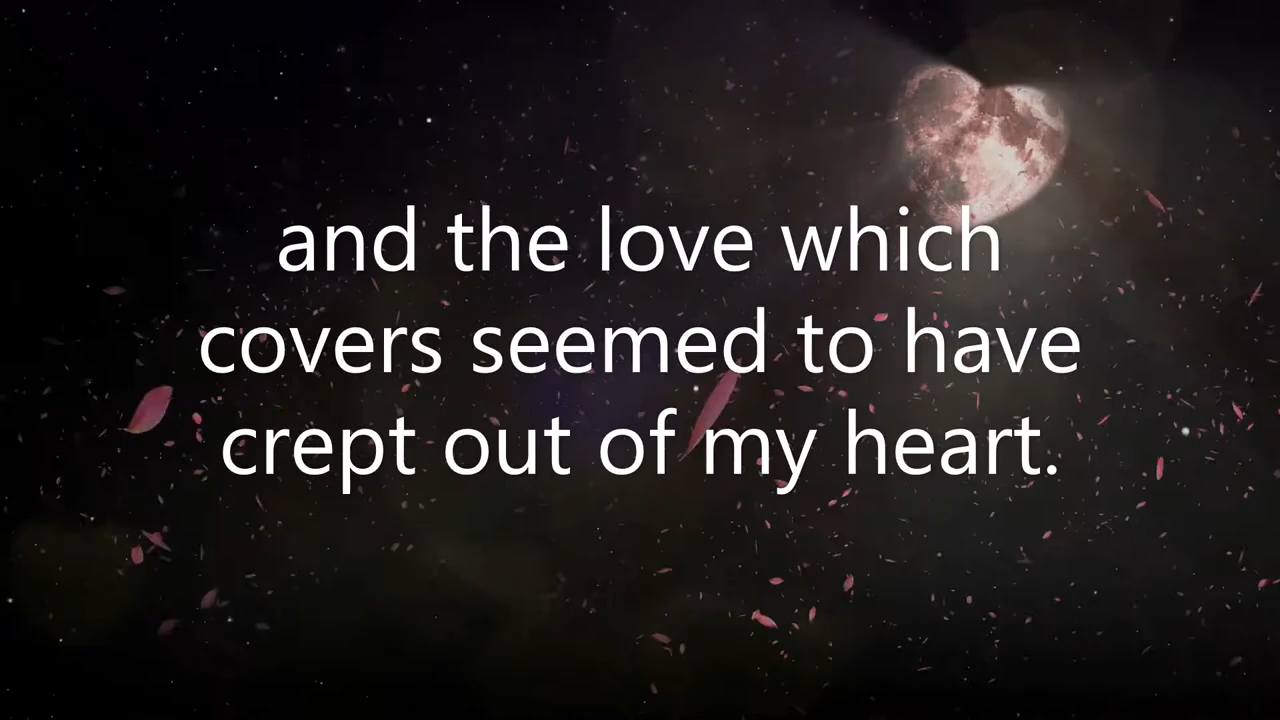 and the love which
covers seemed to have
crept out of my heart.